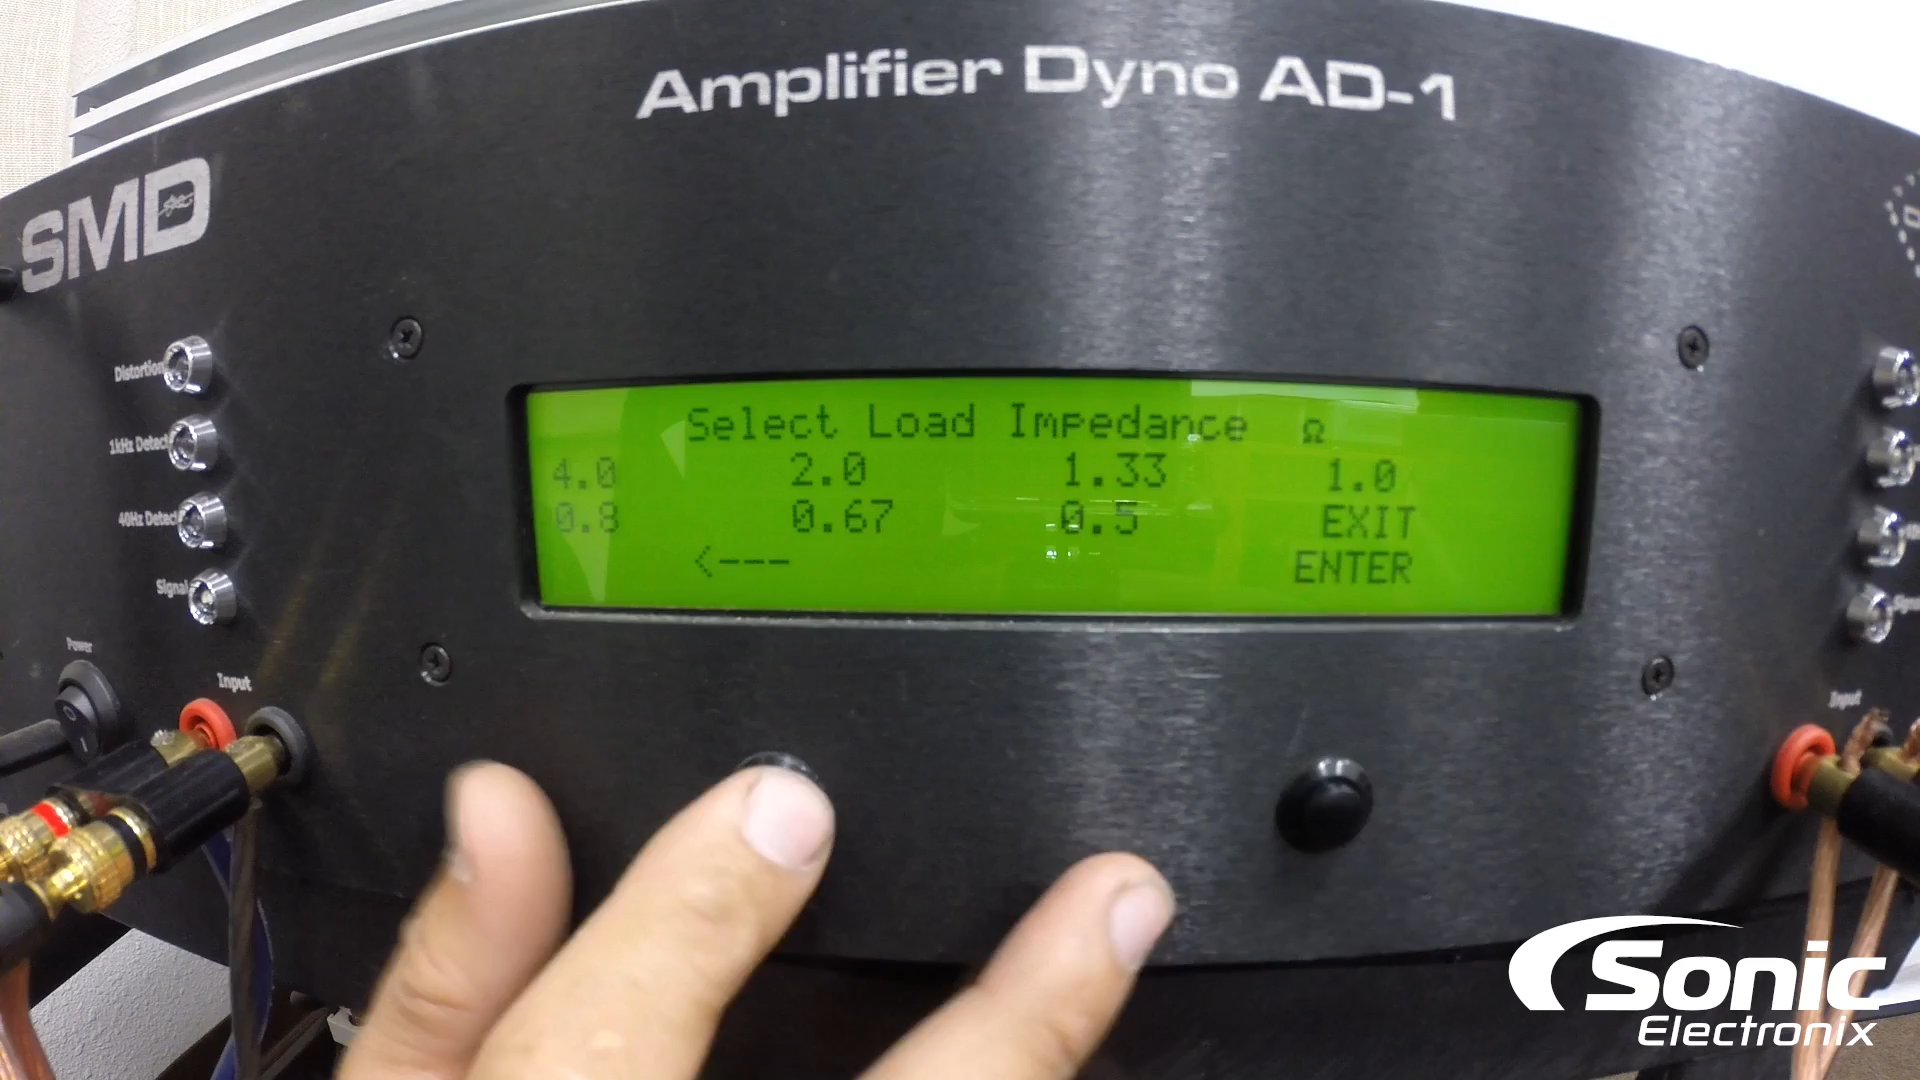 Amplifier Dyno AD-1
SMD
Distortion
1kHz Detect
40Hz Detect
Signal
Power
Input
Select Load Impedance Ω
4.0 2.0 1.33 1.0
0.8 0.67 0.5 EXIT
<--- ENTER
Input
Sonic
Electronix